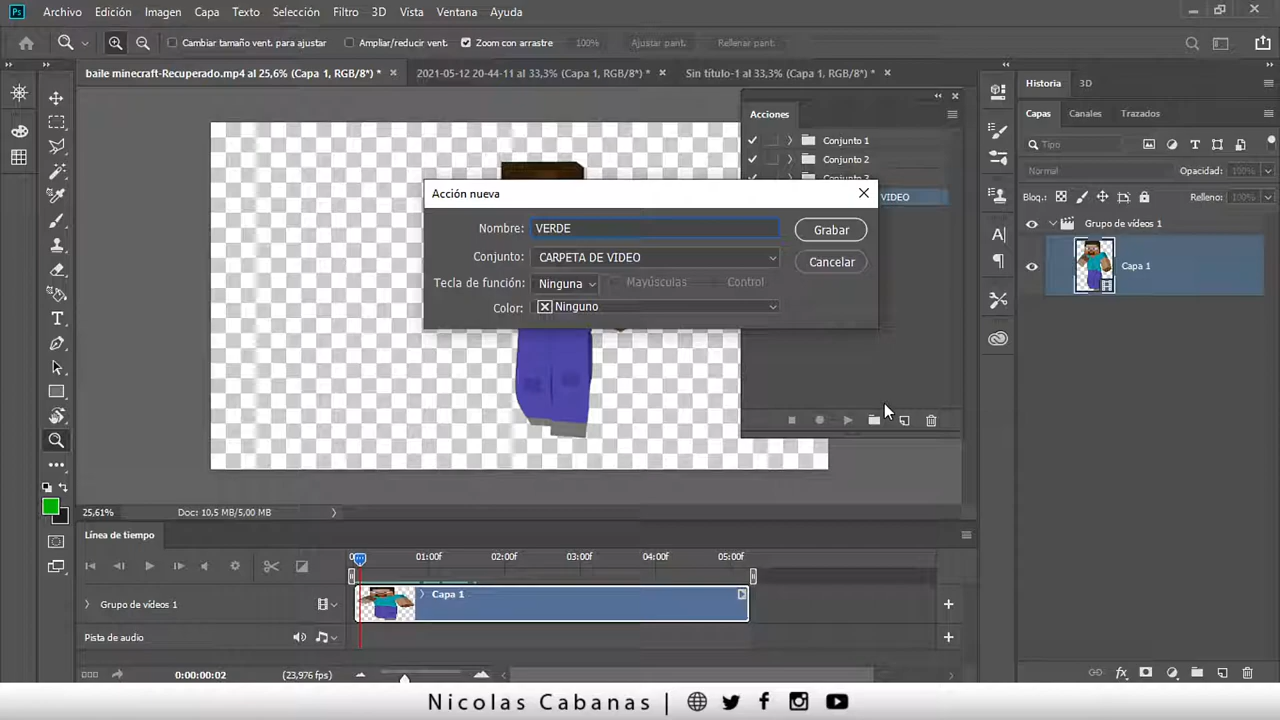 Ps Archivo Edición Imagen Capa Texto Selección Filtro 3D Vista Ventana Ayuda
Cambiar tamaño vent. para ajustar Ampliar/reducir vent. Zoom con arrastre 100% Ajustar pant. Rellenar pant.
baile minecraft-Recuperado.mp4 al 25,6% (Capa 1, RGB/8*) * 2021-05-12 20-44-11 al 33,3% (Capa 1, RGB/8*) * Sin título-1 al 33,3% (Capa 1, RGB/8*) *
Historia 3D
Acciones
Conjunto 1
Conjunto 2
VIDEO
Acción nueva
Nombre: VERDE
Grabar
Conjunto: CARPETA DE VIDEO
Cancelar
Tecla de función: Ninguna Mayúsculas Control
Color: Ninguno
Capas Canales Trazados
Tipo
Normal Opacidad: 100%
Bloq.: Relleno: 100%
Grupo de vídeos 1
Capa 1
25,61% Doc: 10,5 MB/5,00 MB
Línea de tiempo
01:00f 02:00f 03:00f 04:00f 05:00f
Grupo de vídeos 1
Capa 1
Pista de audio
0:00:00:02 (23,976 fps)
Nicolas Cabanas |